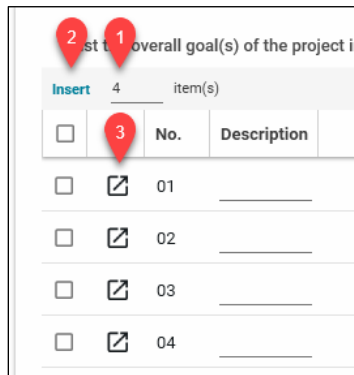 2 1
st overall goal(s) of the project i
Insert 4 item(s)
3
No. Description
01
02
03
04